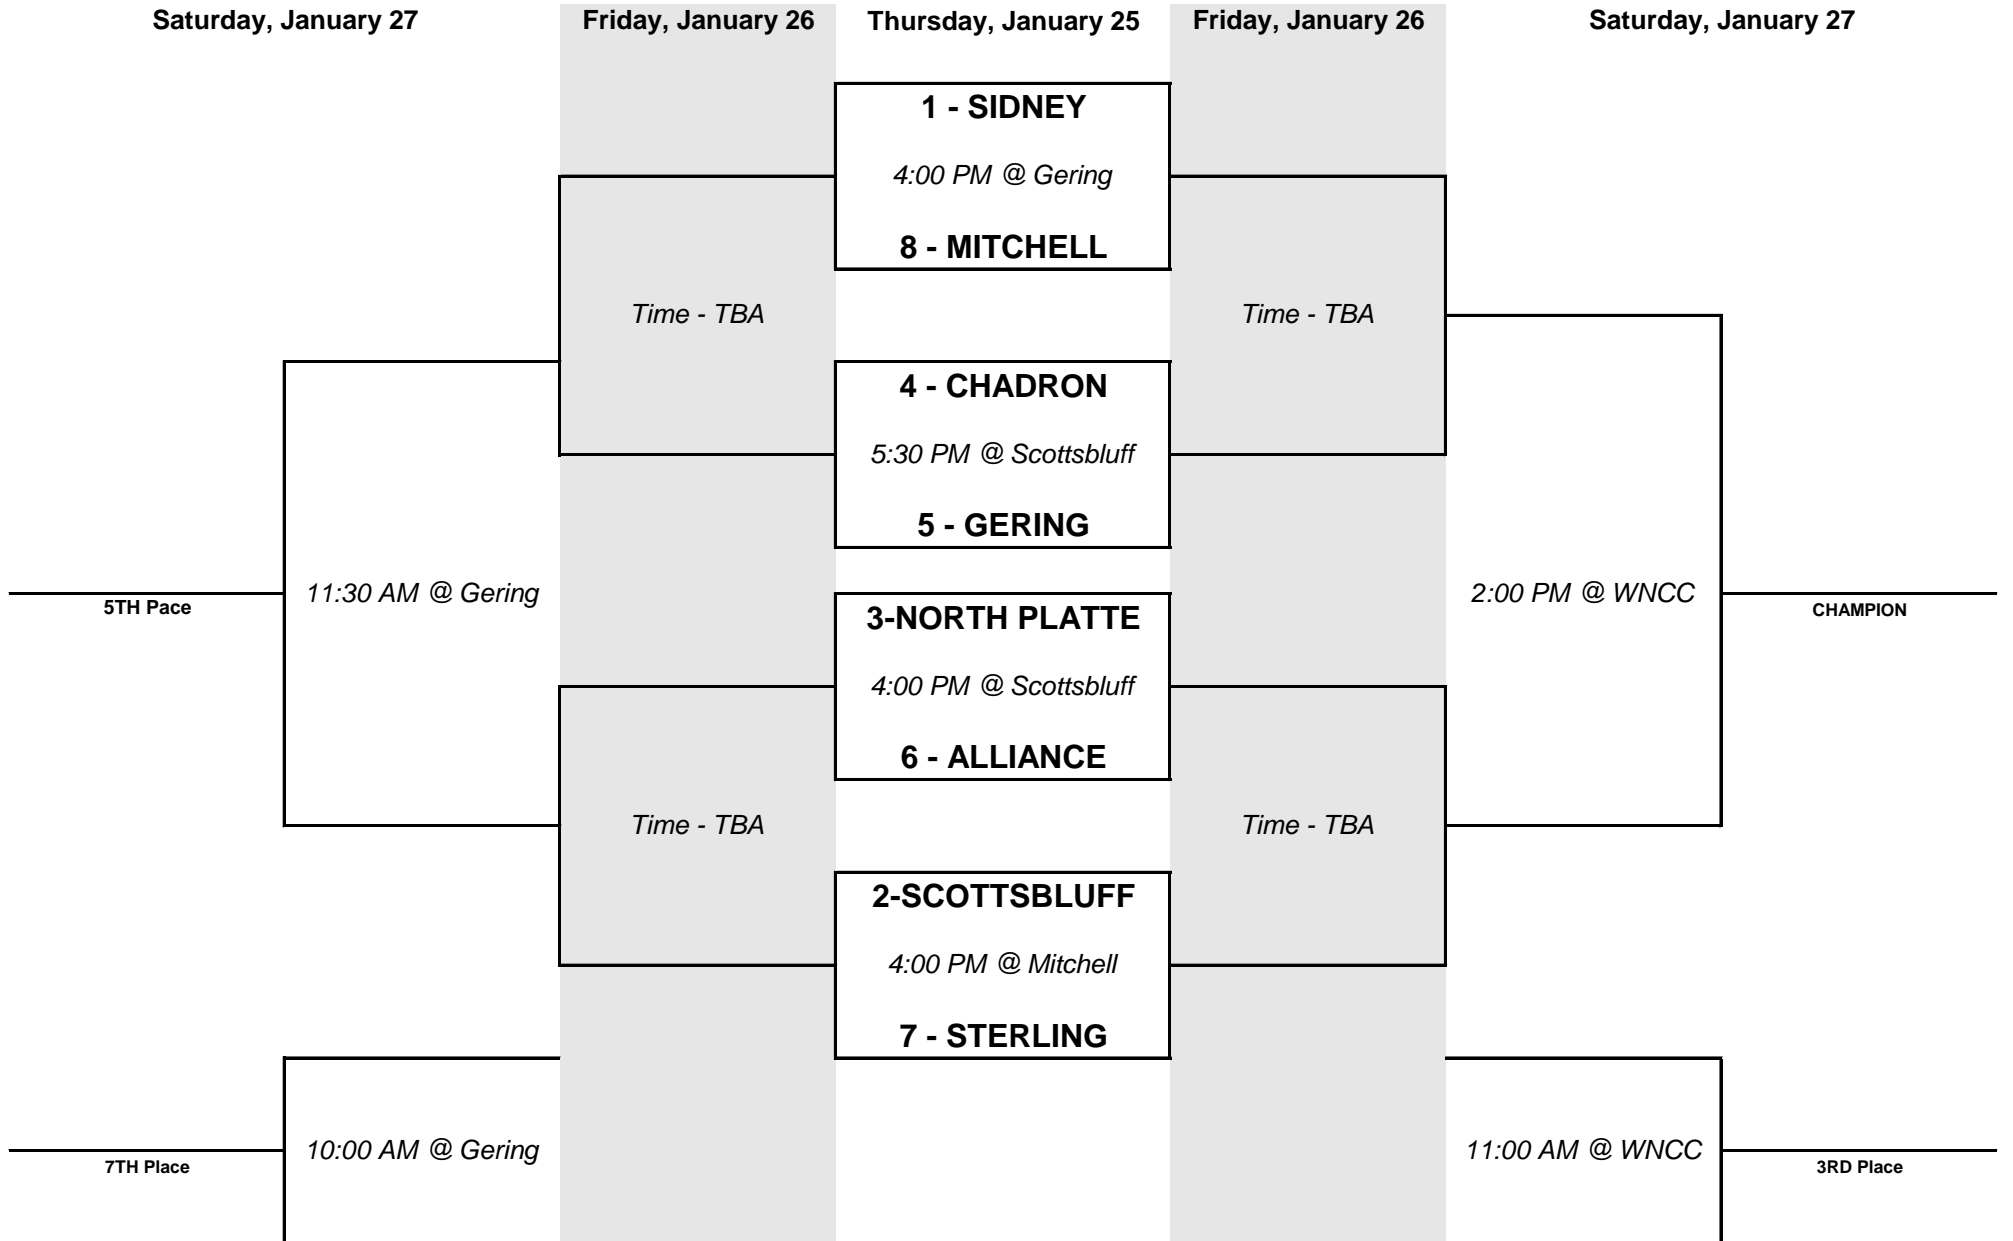 Saturday, January 27
Friday, January 26
Thursday, January 25
Friday, January 26
Saturday, January 27
1 - SIDNEY
4:00 PM @ Gering
8 - MITCHELL
Time - TBA
Time - TBA
4 - CHADRON
5:30 PM @ Scottsbluff
5 - GERING
11:30 AM @ Gering
2:00 PM @ WNCC
5TH Pace
CHAMPION
3-NORTH PLATTE
4:00 PM @ Scottsbluff
6 - ALLIANCE
Time - TBA
Time - TBA
2-SCOTTSBLUFF
4:00 PM @ Mitchell
7 - STERLING
10:00 AM @ Gering
11:00 AM @ WNCC
7TH Place
3RD Place